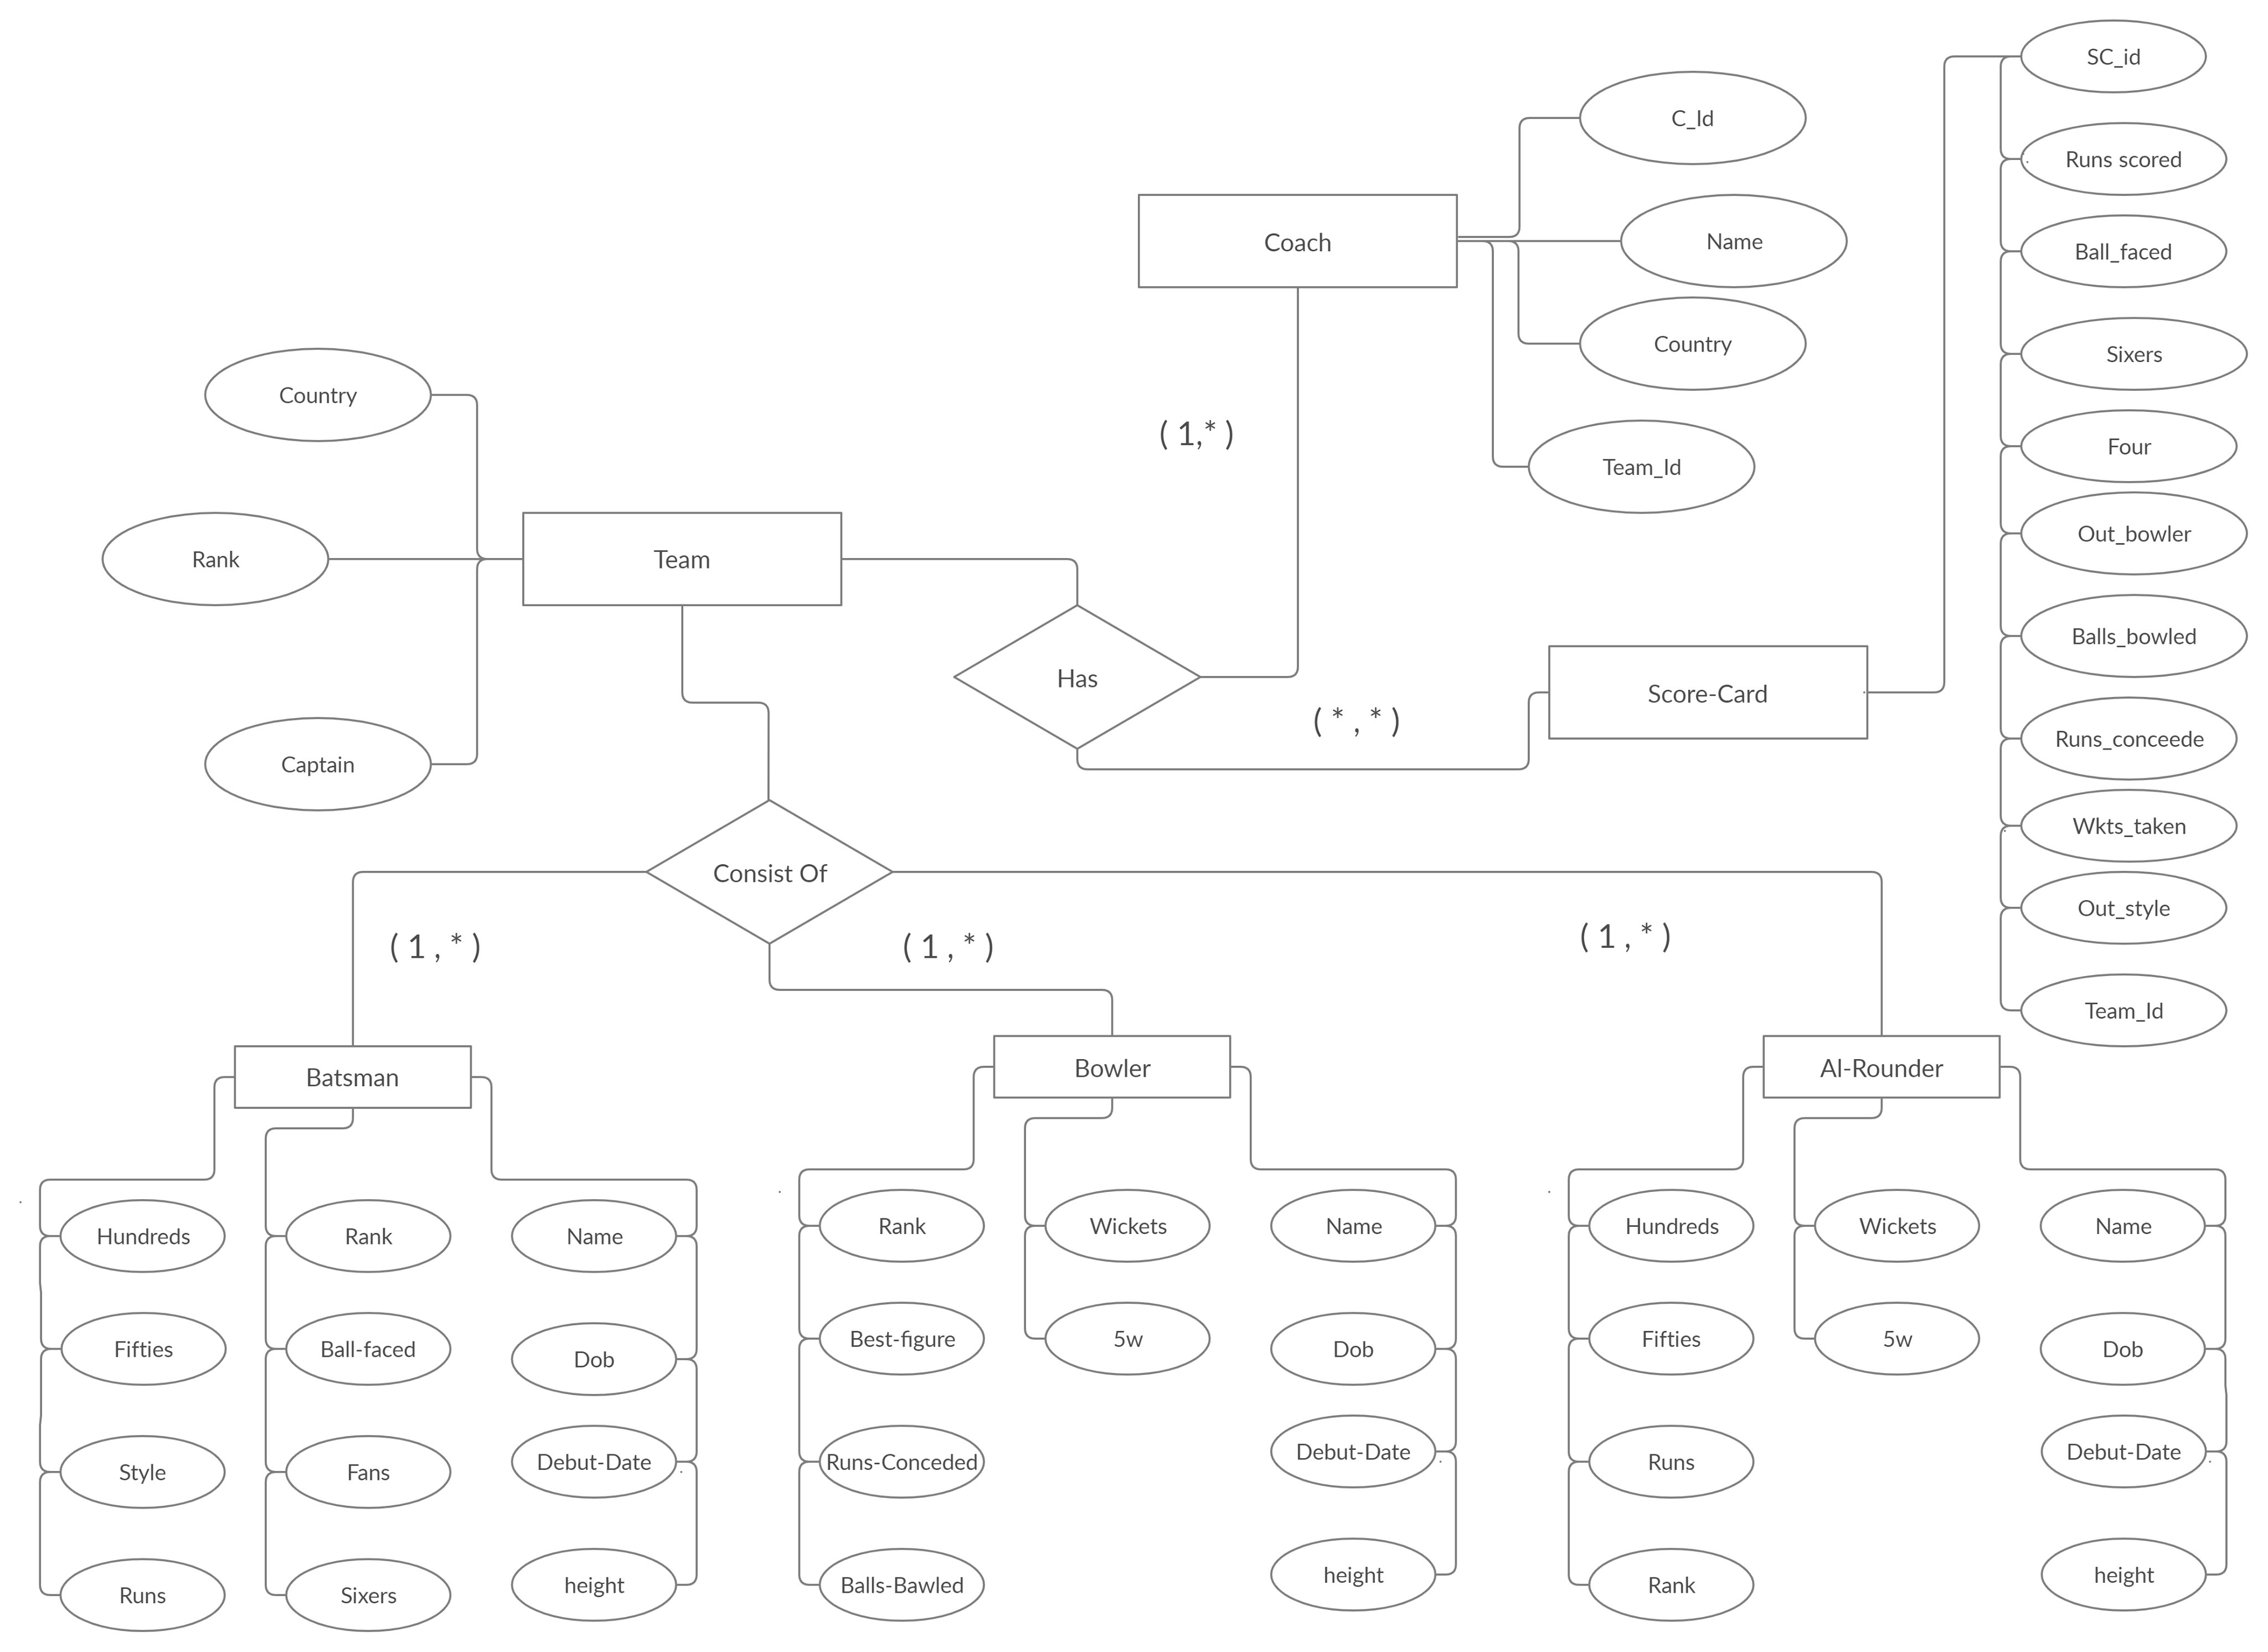 SC_id
C_Id
Runs scored
Coach
Name
Ball_faced
Country
Sixers
Country
( 1,* )
Four
Team_Id
Out_bowler
Rank
Team
Balls_bowled
Has
Score-Card
( * , * )
Runs_conceede
Captain
Wkts_taken
Consist Of
Out_style
( 1 , * )
( 1 , * )
( 1 , * )
Team_Id
Batsman
Bowler
Al-Rounder
Hundreds
Rank
Name
Rank
Wickets
Name
Hundreds
Wickets
Name
Fifties
Ball-faced
Dob
Best-figure
5w
Dob
Fifties
5w
Dob
Style
Fans
Debut-Date
Runs-Conceded
Debut-Date
Runs
Debut-Date
Runs
Sixers
height
Balls-Bawled
height
Rank
height